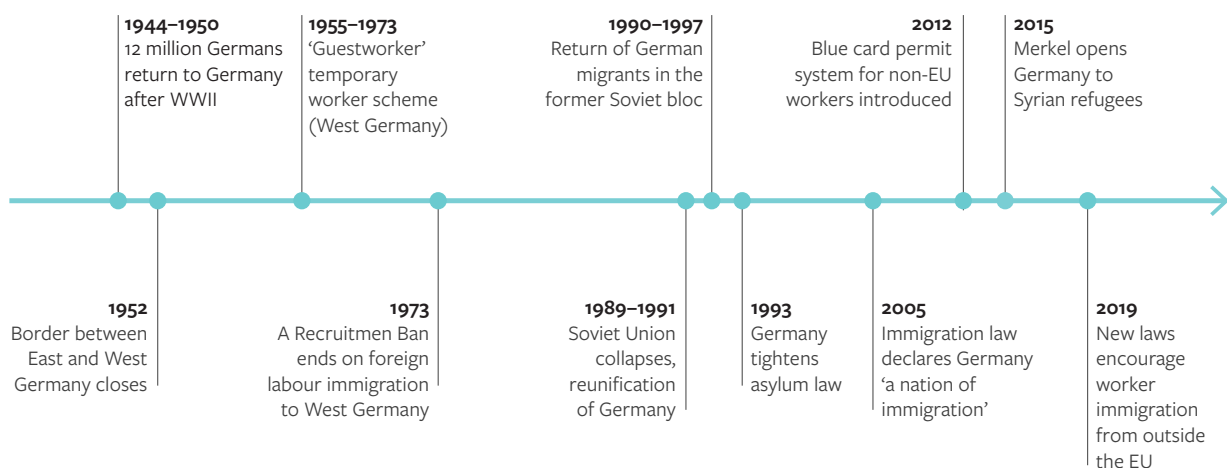 1944–1950
12 million Germans
return to Germany
after WWII
1955–1973
‘Guestworker’
temporary
worker scheme
(West Germany)
1990–1997
Return of German
migrants in the
former Soviet bloc
2012
Blue card permit
system for non-EU
workers introduced
2015
Merkel opens
Germany to
Syrian refugees
1952
Border between
East and West
Germany closes
1973
A Recruitmen Ban
ends on foreign
labour immigration
to West Germany
1989–1991
Soviet Union
collapses,
reunification
of Germany
1993
Germany
tightens
asylum law
2005
Immigration law
declares Germany
‘a nation of
immigration’
2019
New laws
encourage
worker
immigration
from outside
the EU